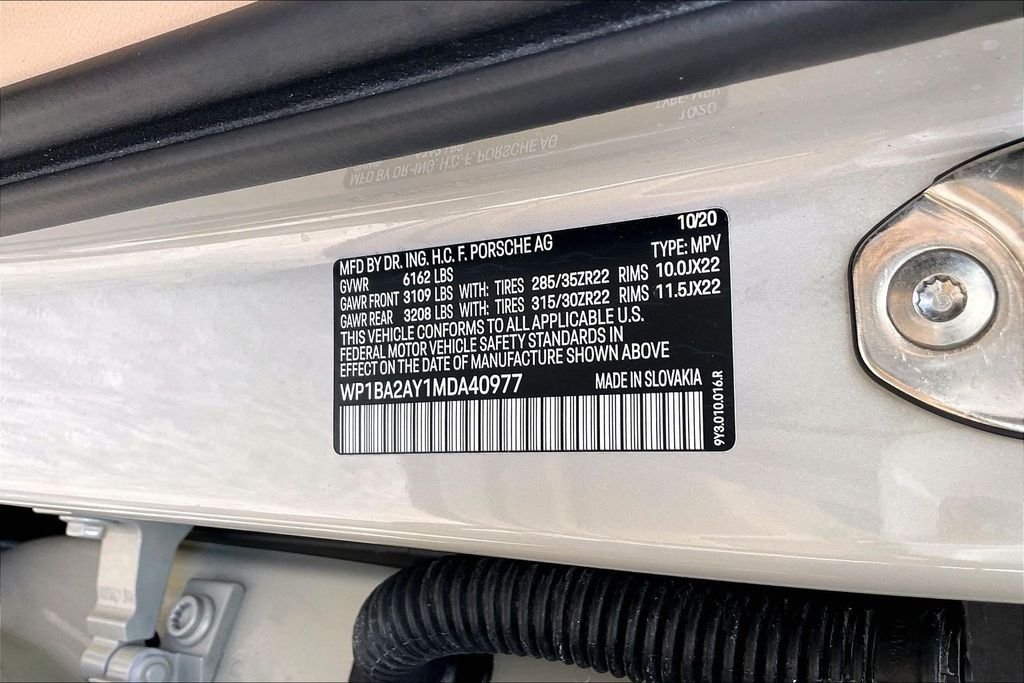 MFD BY DR. ING. H.C. F. PORSCHE AG 10/20
GVWR 6162 LBS TYPE: MPV
GAWR FRONT 3109 LBS WITH: TIRES 285/35ZR22 RIMS 10.0JX22
GAWR REAR 3208 LBS WITH: TIRES 315/30ZR22 RIMS 11.5JX22
THIS VEHICLE CONFORMS TO ALL APPLICABLE U.S.
FEDERAL MOTOR VEHICLE SAFETY STANDARDS IN
EFFECT ON THE DATE OF MANUFACTURE SHOWN ABOVE
WP1BA2AY1MDA40977 MADE IN SLOVAKIA
9Y3.010.016.R